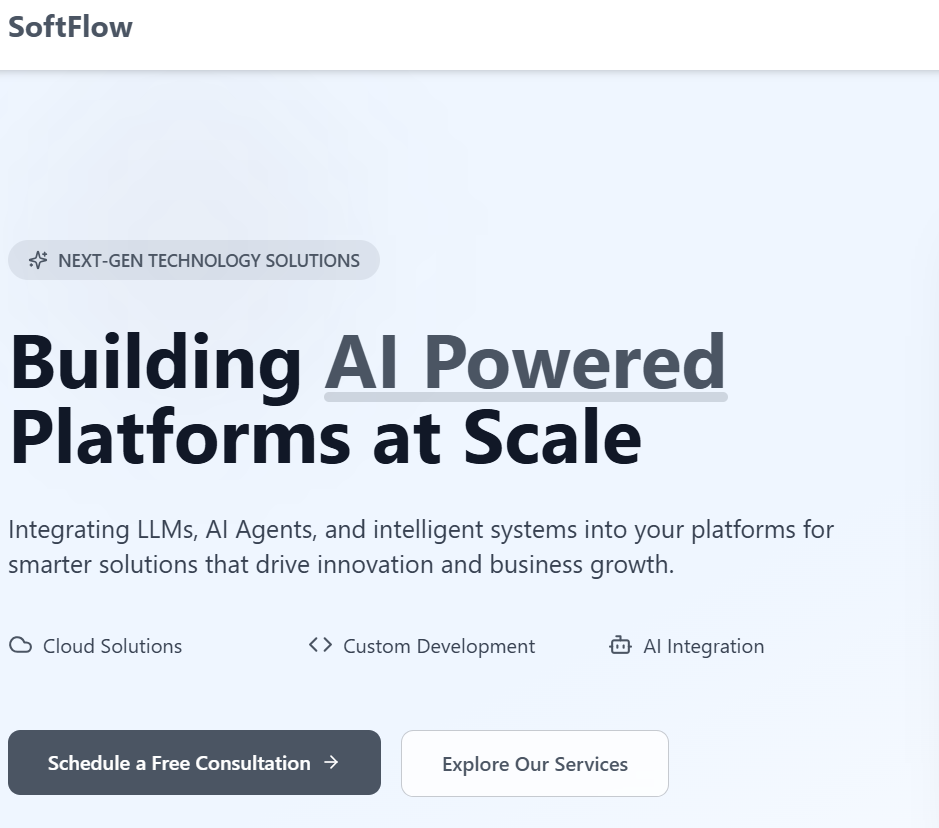 SoftFlow
NEXT-GEN TECHNOLOGY SOLUTIONS
Building AI Powered
Platforms at Scale
Integrating LLMs, AI Agents, and intelligent systems into your platforms for
smarter solutions that drive innovation and business growth.
Cloud Solutions
Custom Development
AI Integration
Schedule a Free Consultation →
Explore Our Services